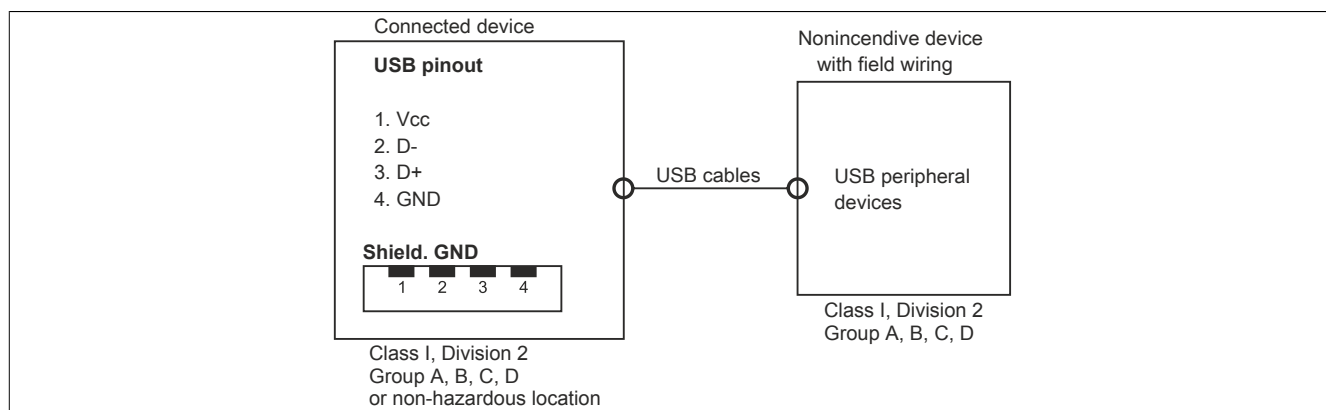 Connected device
USB pinout
1. Vcc
2. D-
3. D+
4. GND
Shield. GND
1 2 3 4
Class I, Division 2
Group A, B, C, D
or non-hazardous location
USB cables
Nonincendive device
with field wiring
USB peripheral
devices
Class I, Division 2
Group A, B, C, D